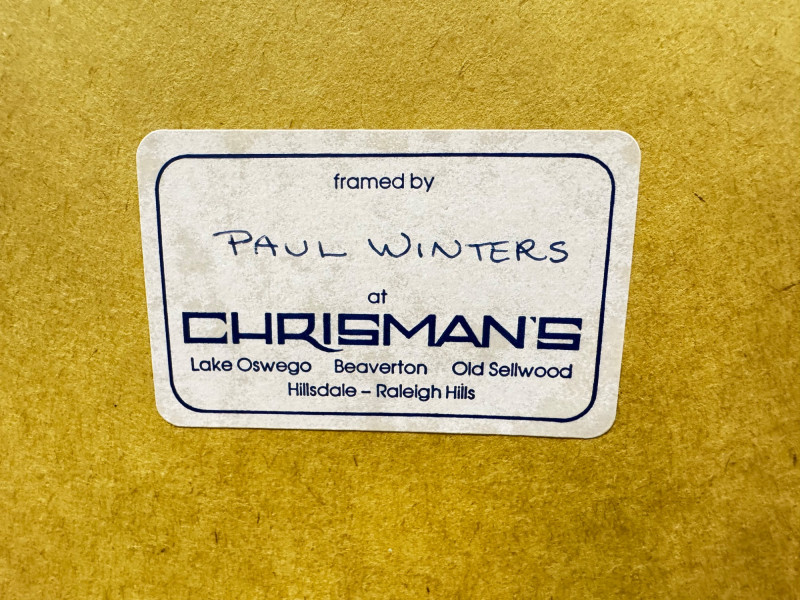 framed by
PAUL WINTERS
at
CHRISMAN'S
Lake Oswego Beaverton Old Sellwood
Hillsdale – Raleigh Hills